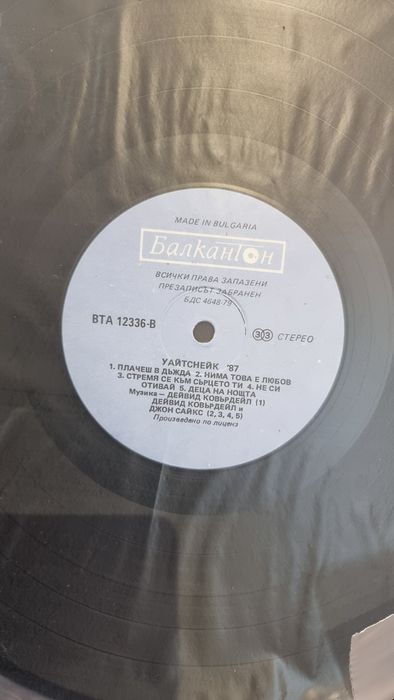 MADE IN BULGARIA
Балкантон
ВСИЧКИ ПРАВА ЗАПАЗЕНИ
ПРЕЗАПИСЪТ ЗАБРАНЕН
БДС 4648-79
ВТА 12336-В
33 СТЕРЕО
УАЙТСНЕЙК '87
1. ПЛАЧЕШ В ДЪЖДА 2. НИМА ТОВА Е ЛЮБОВ
3. СТРЕМЯ СЕ КЪМ СЪРЦЕТО ТИ 4. НЕ СИ
ОТИВАЙ 5. ДЕЦА НА НОЩТА
Музика — ДЕЙВИД КОВЪРДЕЙЛ (1)
ДЕЙВИД КОВЪРДЕЙЛ и
ДЖОН САЙКС (2, 3, 4, 5)
Произведено по лиценз